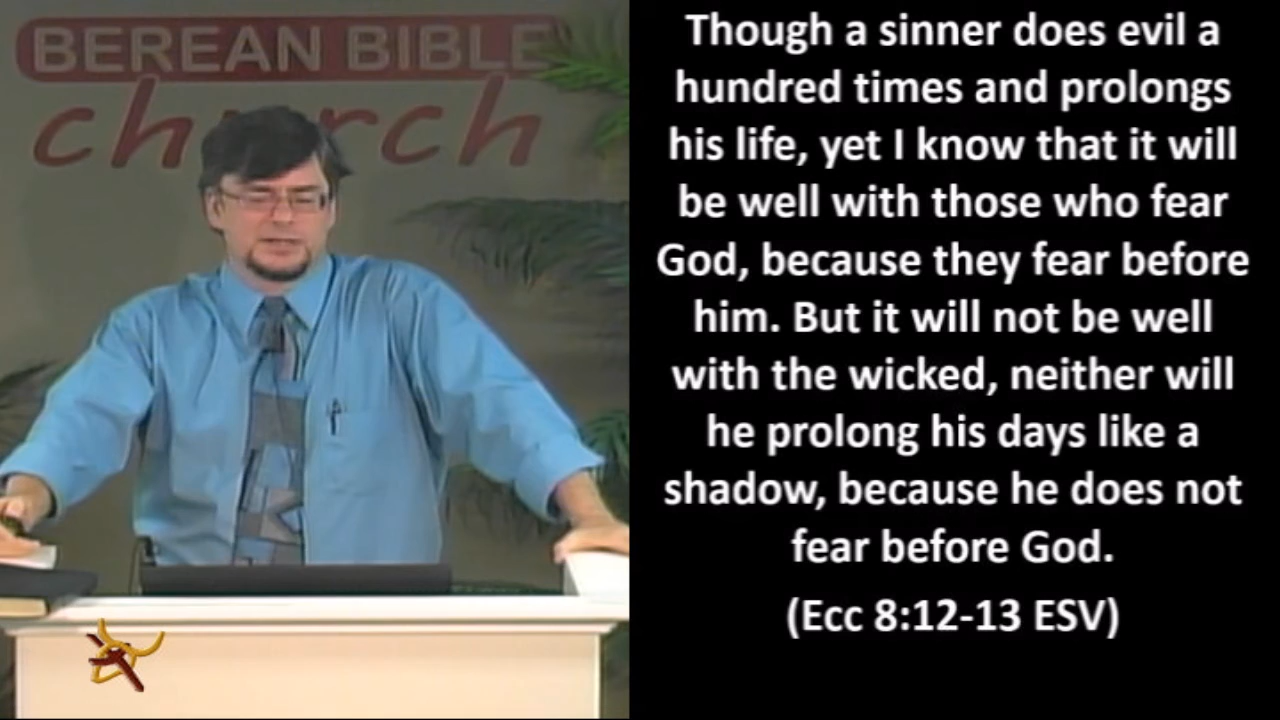 BEREAN BIBLE
church
Though a sinner does evil a
hundred times and prolongs
his life, yet I know that it will
be well with those who fear
God, because they fear before
him. But it will not be well
with the wicked, neither will
he prolong his days like a
shadow, because he does not
fear before God.
(Ecc 8:12-13 ESV)